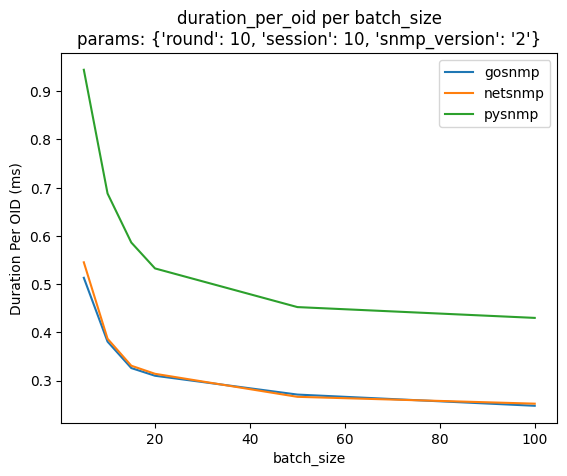 duration_per_oid per batch_size
params: {'round': 10, 'session': 10, 'snmp_version': '2'}
gosnmp
netsnmp
pysnmp
Duration Per OID (ms)
0.9
0.8
0.7
0.6
0.5
0.4
0.3
20 40 60 80 100
batch_size